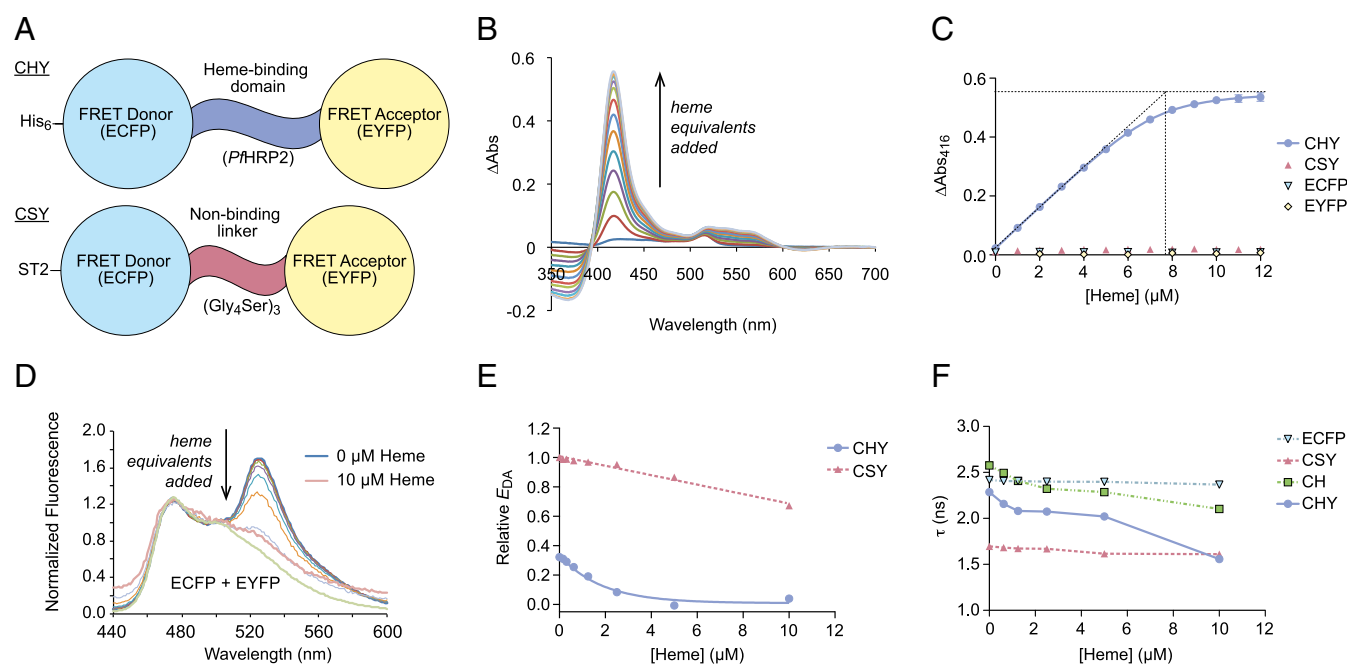 A
CHY
Heme-binding
domain
His6
FRET Donor
(ECFP)
FRET Acceptor
(EYFP)
(PfHRP2)
CSY
Non-binding
linker
ST2
FRET Donor
(ECFP)
FRET Acceptor
(EYFP)
(Gly4Ser)3
B
0.6
0.4
0.2
0
-0.2
ΔAbs
heme
equivalents
added
350 400 450 500 550 600 650 700
Wavelength (nm)
C
0.6
0.4
0.2
0.0
ΔAbs416
0 2 4 6 8 10 12
[Heme] (µM)
CHY
CSY
ECFP
EYFP
D
2.0
1.6
1.2
0.8
0.4
0.0
Normalized Fluorescence
heme
equivalents
added
0 µM Heme
10 µM Heme
ECFP + EYFP
440 480 520 560 600
Wavelength (nm)
E
1.2
1.0
0.8
0.6
0.4
0.2
0.0
Relative EDA
CHY
CSY
0 2 4 6 8 10 12
[Heme] (µM)
F
3.0
2.5
2.0
1.5
1.0
τ (ns)
ECFP
CSY
CH
CHY
0 2 4 6 8 10 12
[Heme] (µM)